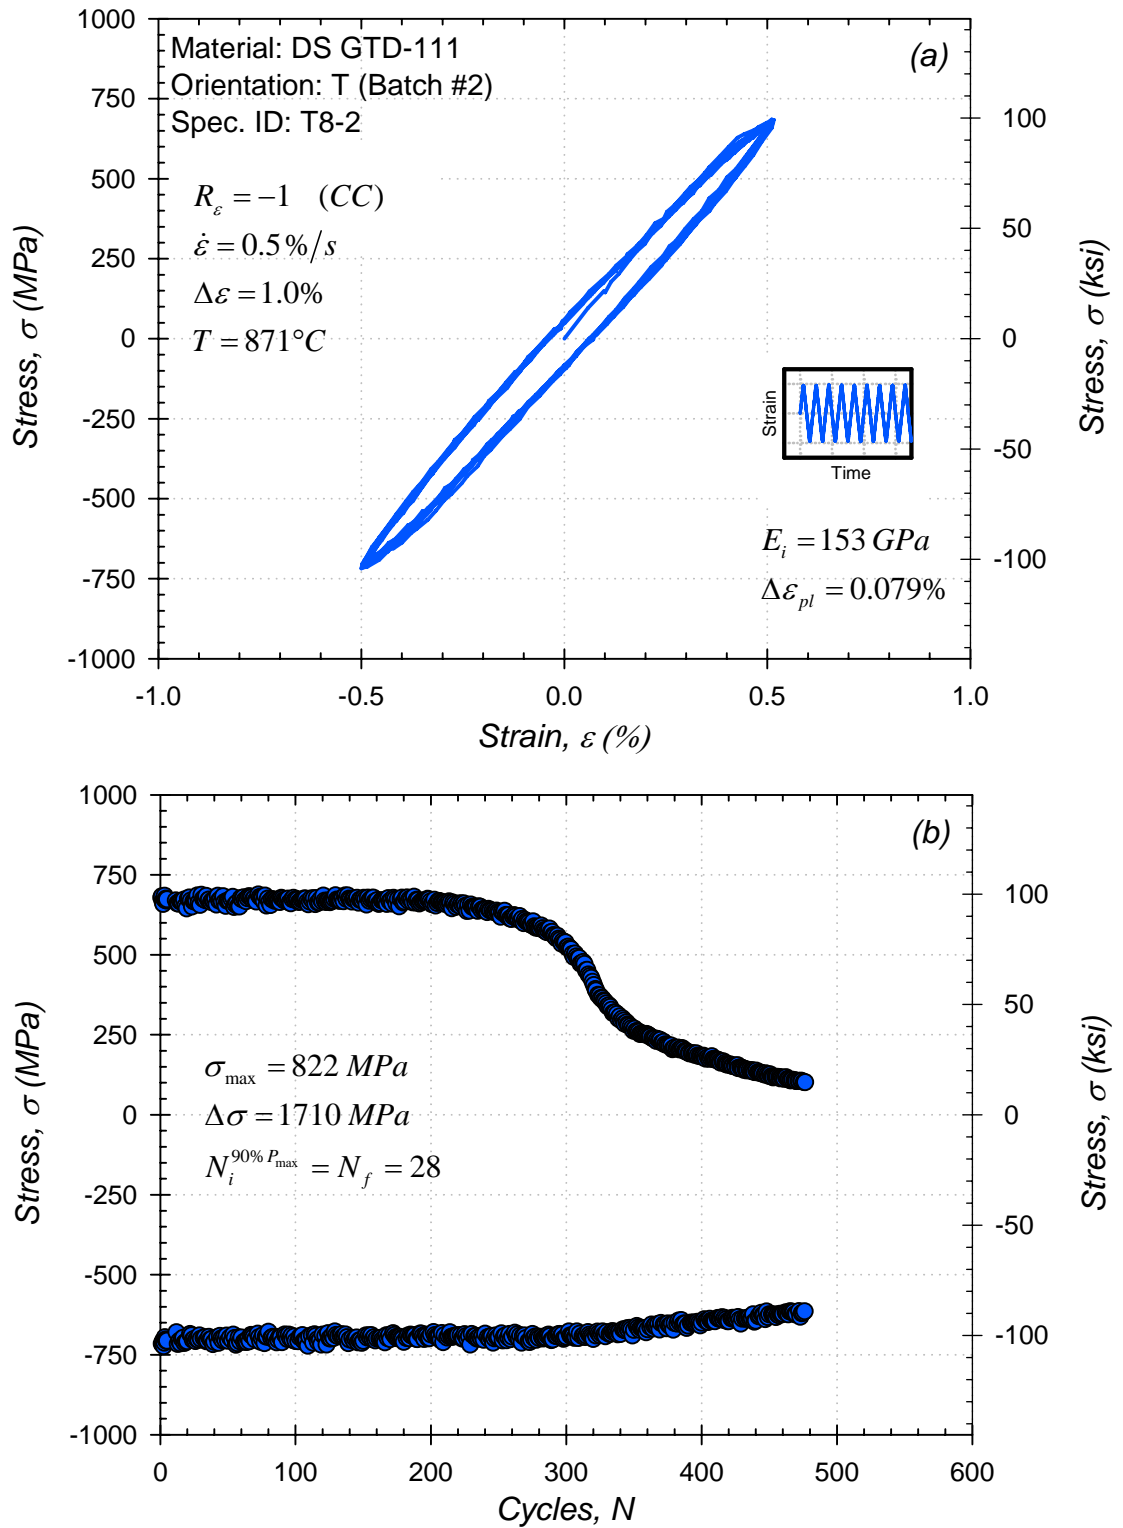 1000
750
500
250
0
-250
-500
-750
-1000
Stress, σ (MPa)
Material: DS GTD-111
Orientation: T (Batch #2)
Spec. ID: T8-2
(a)
R_ε = −1 (CC)
ε̇ = 0.5%/s
Δε = 1.0%
T = 871°C
Strain
Time
E_i = 153 GPa
Δε_pl = 0.079%
100
50
0
-50
-100
Stress, σ (ksi)
-1.0 -0.5 0.0 0.5 1.0
Strain, ε (%)
1000
750
500
250
0
-250
-500
-750
-1000
Stress, σ (MPa)
(b)
σ_max = 822 MPa
Δσ = 1710 MPa
N_i^90% P_max = N_f = 28
100
50
0
-50
-100
Stress, σ (ksi)
0 100 200 300 400 500 600
Cycles, N